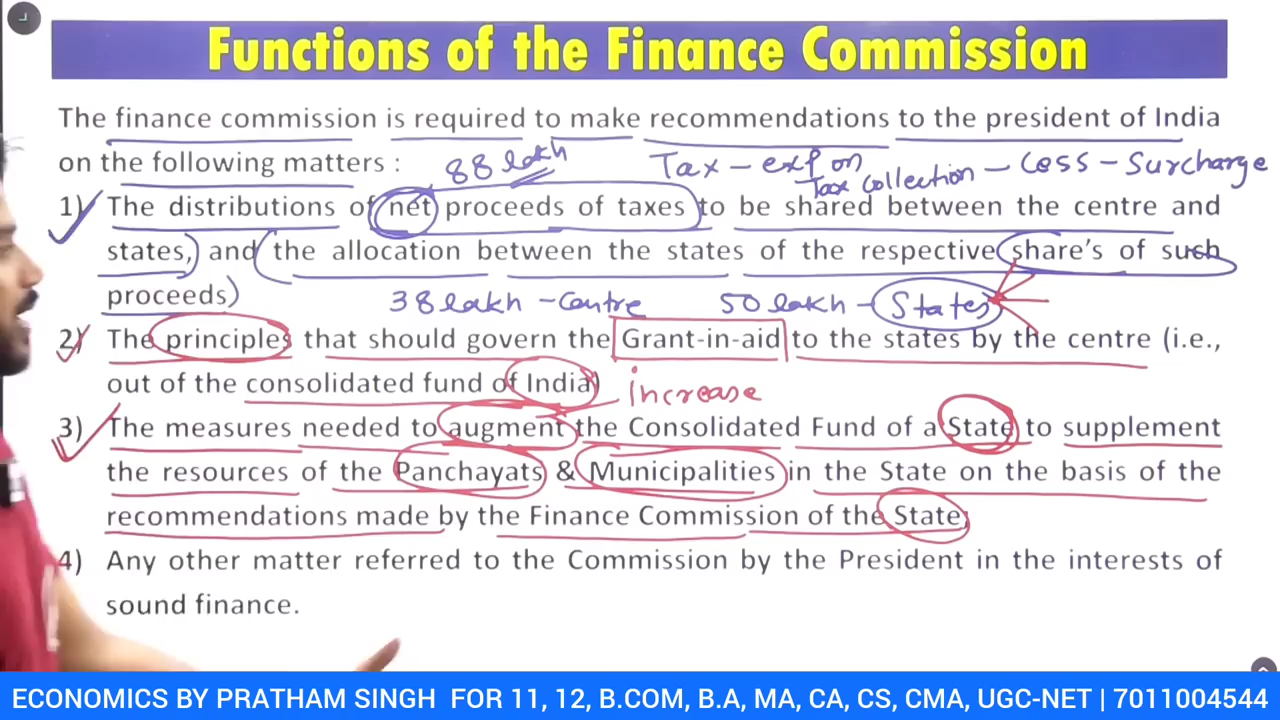 Functions of the Finance Commission
The finance commission is required to make recommendations to the president of India
on the following matters :
88 lakh
Tax – exp on Tax collection – Cess – Surcharge
1) The distributions of net proceeds of taxes to be shared between the centre and
states, and the allocation between the states of the respective share's of such
proceeds)
38 lakh – Centre 50 lakh – States
2) The principles that should govern the Grant-in-aid to the states by the centre (i.e.,
out of the consolidated fund of India)
increase
3) The measures needed to augment the Consolidated Fund of a State to supplement
the resources of the Panchayats & Municipalities in the State on the basis of the
recommendations made by the Finance Commission of the State;
4) Any other matter referred to the Commission by the President in the interests of
sound finance.
ECONOMICS BY PRATHAM SINGH FOR 11, 12, B.COM, B.A, MA, CA, CS, CMA, UGC-NET | 7011004544